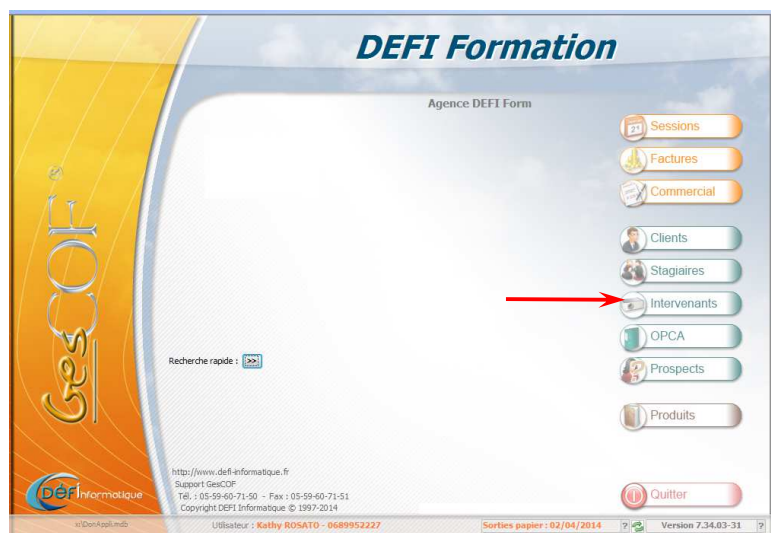 DEFI Formation
Agence DEFI Form
Sessions
Factures
Commercial
Clients
Stagiaires
Intervenants
OPCA
Prospects
Produits
Quitter
GesCOF
Recherche rapide : >>
http://www.defi-informatique.fr
Support GesCOF
Tél. : 05-59-60-71-50 - Fax : 05-59-60-71-51
Copyright DEFI Informatique © 1997-2014
DÉFInformatique
x:\DonAppli.mdb
Utilisateur : Kathy ROSATO - 0689952227
Sorties papier : 02/04/2014
?
Version 7.34.03-31
?